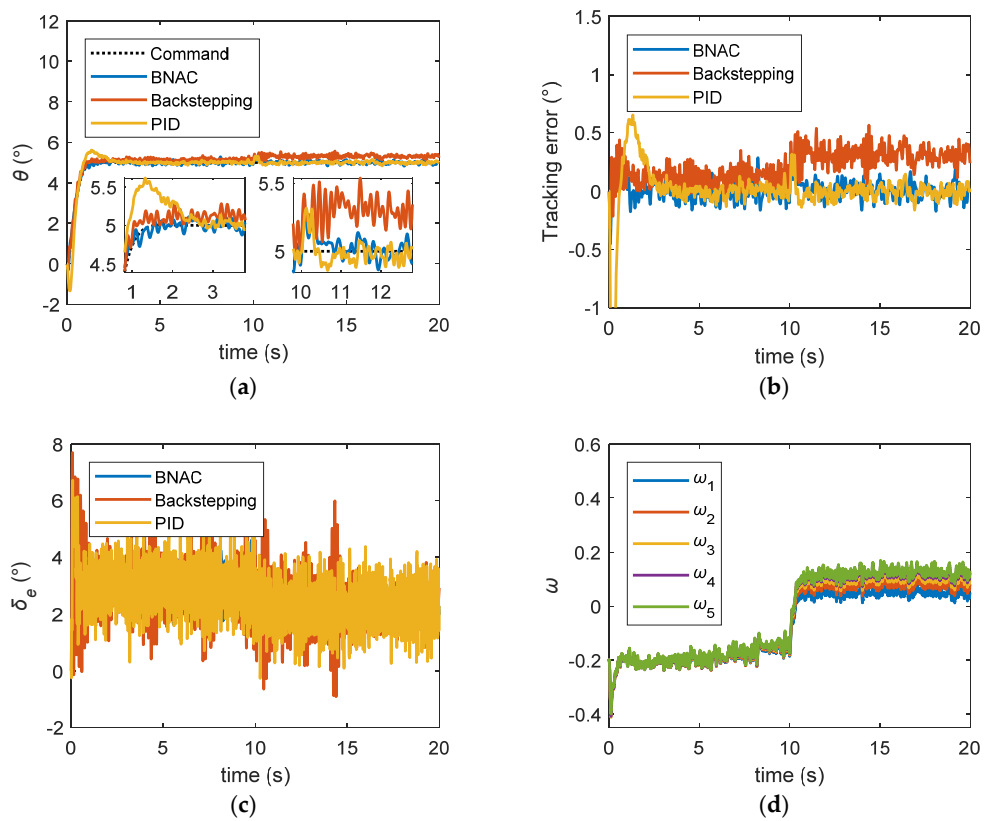 12
10
8
6
4
2
0
-2
θ (°)
Command
BNAC
Backstepping
PID
5.5
5
4.5
1 2 3
5.5
5
10 11 12
0 5 10 15 20
time (s)
(a)
1.5
1
0.5
0
-0.5
-1
Tracking error (°)
BNAC
Backstepping
PID
0 5 10 15 20
time (s)
(b)
8
6
4
2
0
-2
δe (°)
BNAC
Backstepping
PID
0 5 10 15 20
time (s)
(c)
0.6
0.4
0.2
0
-0.2
-0.4
ω
ω1
ω2
ω3
ω4
ω5
0 5 10 15 20
time (s)
(d)